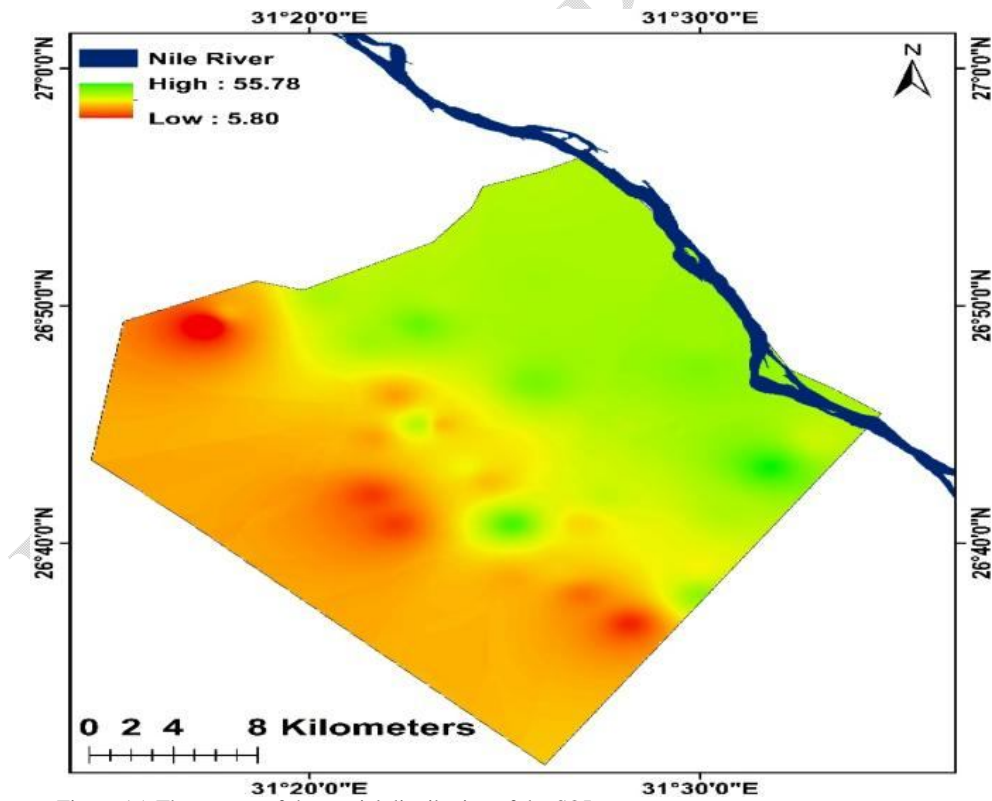 31°20'0"E 31°30'0"E
Nile River
High : 55.78
Low : 5.80
N
27°0'0"N 27°0'0"N
26°50'0"N 26°50'0"N
26°40'0"N 26°40'0"N
0 2 4 8 Kilometers
31°20'0"E 31°30'0"E